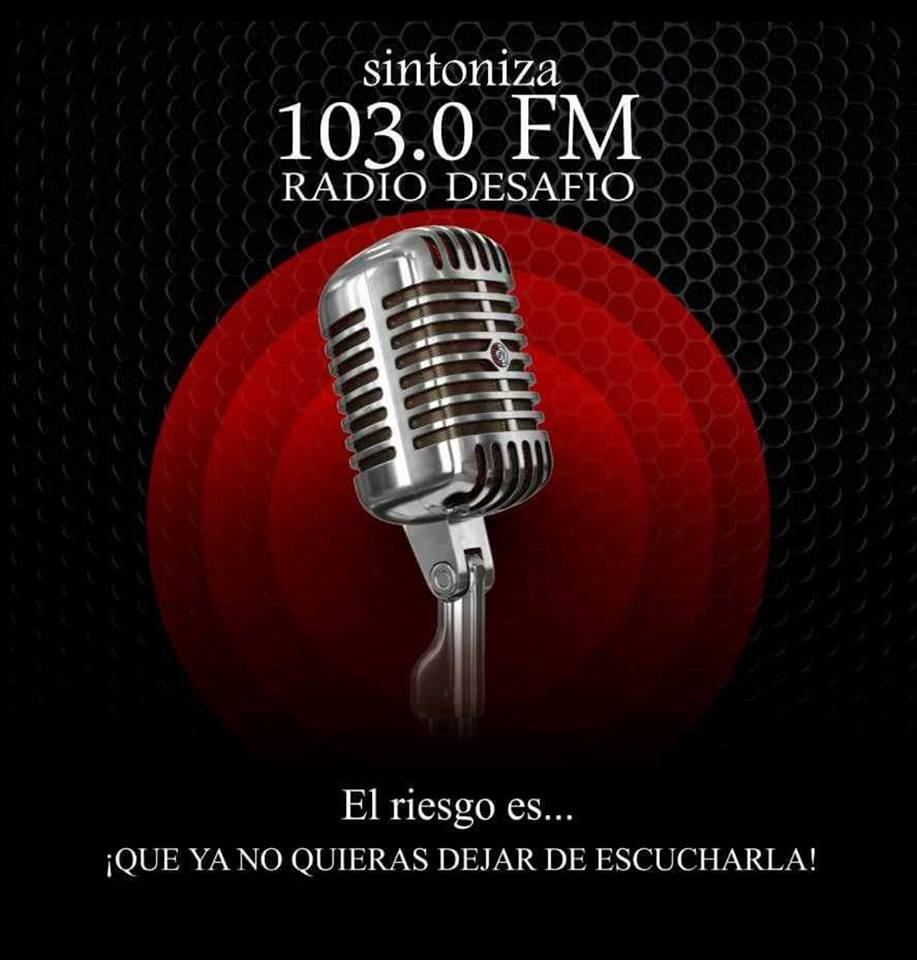 sintoniza
103.0 FM
RADIO DESAFIO
El riesgo es...
¡QUE YA NO QUIERAS DEJAR DE ESCUCHARLA!